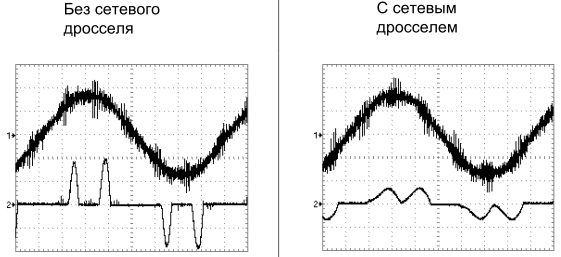 Без сетевого
дросселя
С сетевым
дросселем
1
2
1
2